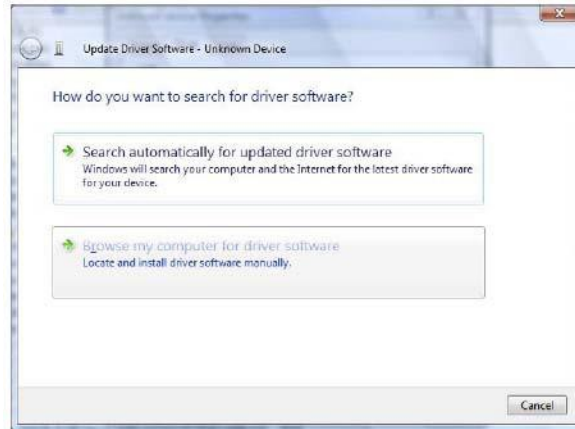 Update Driver Software - Unknown Device
How do you want to search for driver software?
Search automatically for updated driver software
Windows will search your computer and the Internet for the latest driver software
for your device.
Browse my computer for driver software
Locate and install driver software manually.
Cancel